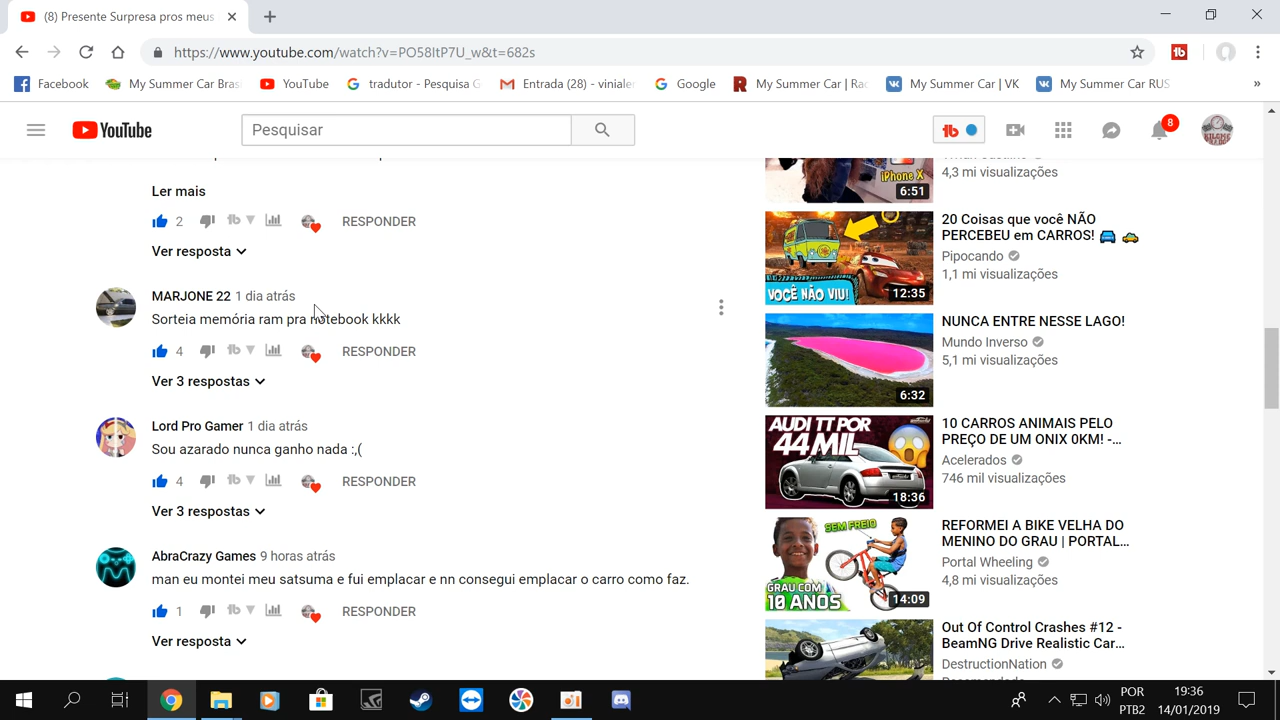 (8) Presente Surpresa pros meus
https://www.youtube.com/watch?v=PO58ItP7U_w&t=682s
Facebook
My Summer Car Bras
YouTube
tradutor - Pesquisa G
Entrada (28) - viniale
Google
My Summer Car | Rac
My Summer Car | VK
My Summer Car RUS
»
YouTube
Pesquisar
8
Ler mais
2
RESPONDER
Ver resposta
MARJONE 22 1 dia atrás
Sorteia memória ram pra notebook kkkk
4
RESPONDER
Ver 3 respostas
Lord Pro Gamer 1 dia atrás
Sou azarado nunca ganho nada :,(
4
RESPONDER
Ver 3 respostas
AbraCrazy Games 9 horas atrás
man eu montei meu satsuma e fui emplacar e nn consegui emplacar o carro como faz.
1
RESPONDER
Ver resposta
iPhone X
6:51
4,3 mi visualizações
VOCÊ NÃO VIU!
12:35
20 Coisas que você NÃO
PERCEBEU em CARROS! 🚘 🚕
Pipocando
1,1 mi visualizações
6:32
NUNCA ENTRE NESSE LAGO!
Mundo Inverso
5,1 mi visualizações
AUDI TT POR
44 MIL
18:36
10 CARROS ANIMAIS PELO
PREÇO DE UM ONIX 0KM! -...
Acelerados
746 mil visualizações
SEM FREIO
GRAU COM
10 ANOS
14:09
REFORMEI A BIKE VELHA DO
MENINO DO GRAU | PORTAL...
Portal Wheeling
4,8 mi visualizações
Out Of Control Crashes #12 -
BeamNG Drive Realistic Car...
DestructionNation
POR
PTB2
19:36
14/01/2019